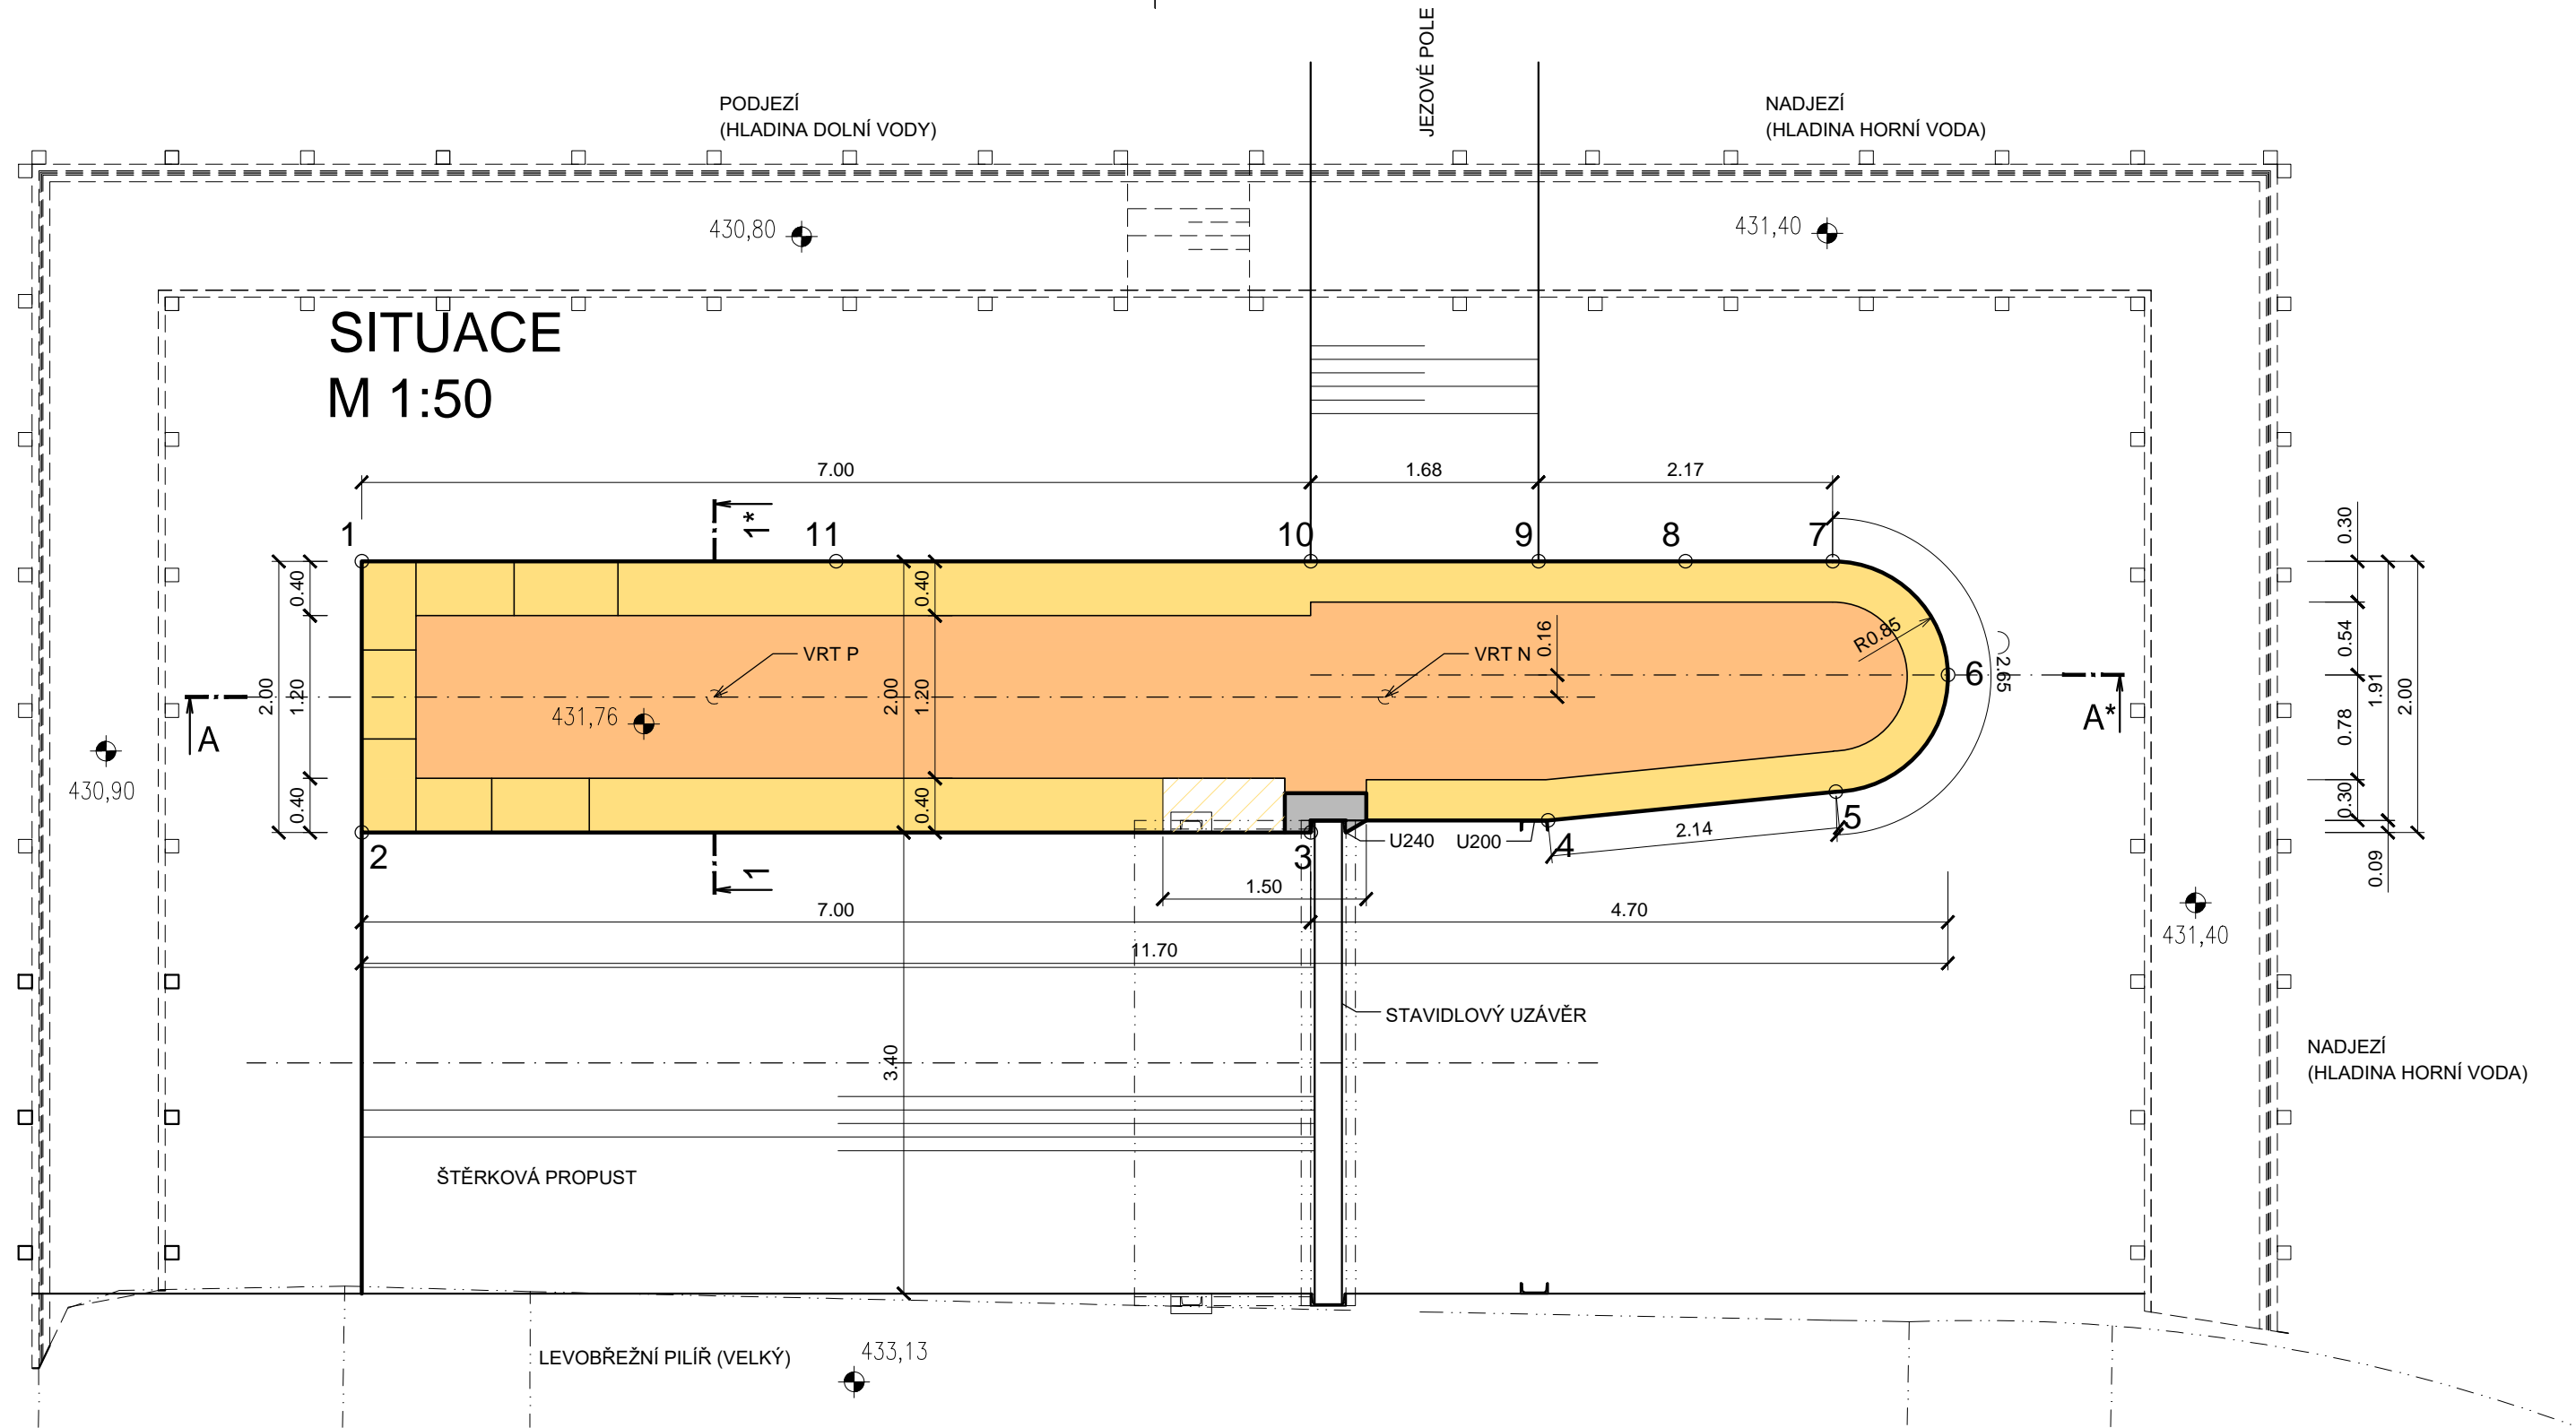 JEZOVÉ POLE
PODJEZÍ
(HLADINA DOLNÍ VODY)
NADJEZÍ
(HLADINA HORNÍ VODA)
430,80
431,40
SITUACE
M 1:50
7.00
1.68
2.17
1
11
10
9
8
7
1*
0.30
0.40
0.40
R0.85
0.54
VRT P
VRT N
0.16
6
2.65
2.00
1.20
2.00
1.20
1.91
2.00
431,76
A
A*
0.78
430,90
0.40
0.40
0.30
5
2.14
U240
U200
4
2
3
1
0.09
1.50
7.00
4.70
431,40
11.70
STAVIDLOVÝ UZÁVĚR
3.40
NADJEZÍ
(HLADINA HORNÍ VODA)
ŠTĚRKOVÁ PROPUST
433,13
LEVOBŘEŽNÍ PILÍŘ (VELKÝ)